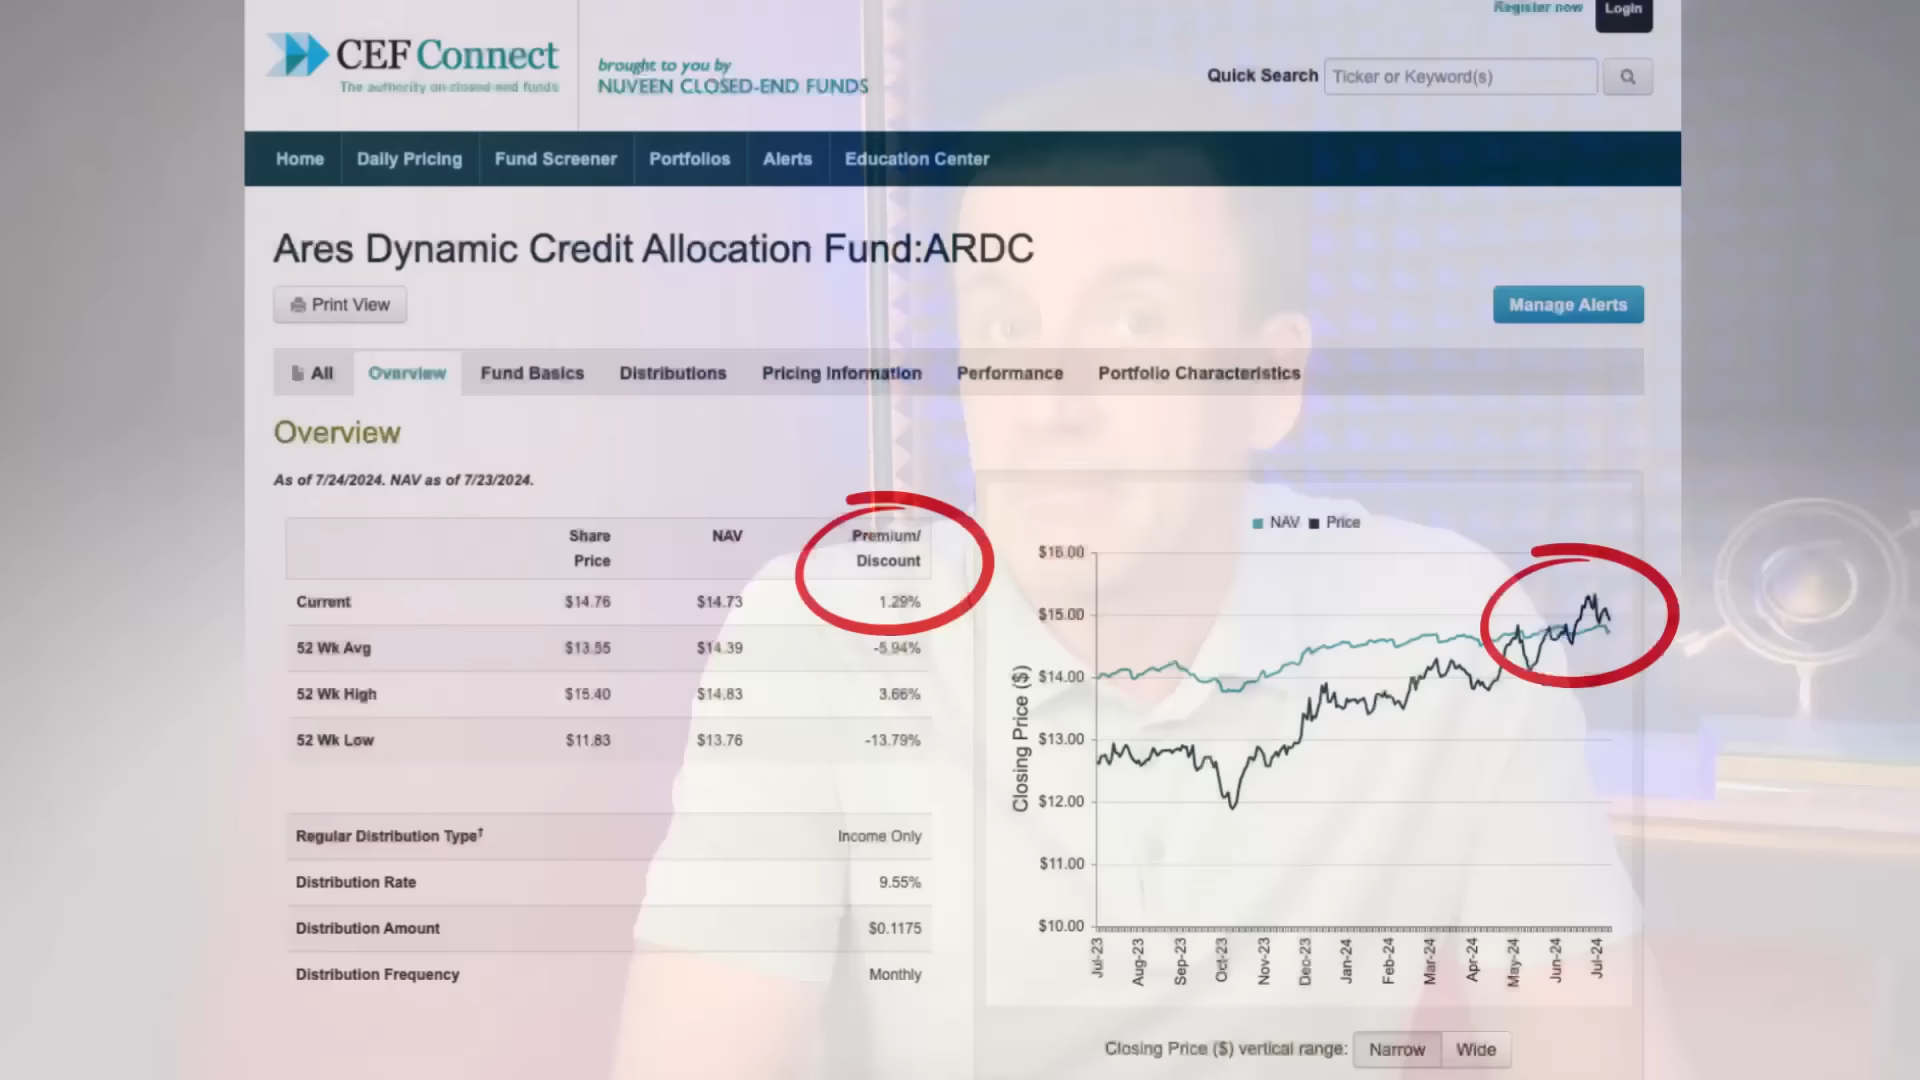 Register now
Login
CEF Connect
The authority on closed-end funds
brought to you by
NUVEEN CLOSED-END FUNDS
Quick Search
Ticker or Keyword(s)
Home Daily Pricing Fund Screener Portfolios Alerts Education Center
Ares Dynamic Credit Allocation Fund:ARDC
Print View
Manage Alerts
All Overview Fund Basics Distributions Pricing Information Performance Portfolio Characteristics
Overview
As of 7/24/2024. NAV as of 7/23/2024.
Share Price NAV Premium/ Discount
Current $14.76 $14.73 1.29%
52 Wk Avg $13.55 $14.39 -5.94%
52 Wk High $15.40 $14.83 3.66%
52 Wk Low $11.83 $13.76 -13.79%
Regular Distribution Type† Income Only
Distribution Rate 9.55%
Distribution Amount $0.1175
Distribution Frequency Monthly
NAV Price
Closing Price ($)
$16.00
$15.00
$14.00
$13.00
$12.00
$11.00
$10.00
Jul-23 Aug-23 Sep-23 Oct-23 Nov-23 Dec-23 Jan-24 Feb-24 Mar-24 Apr-24 May-24 Jun-24 Jul-24
Closing Price ($) vertical range: Narrow Wide